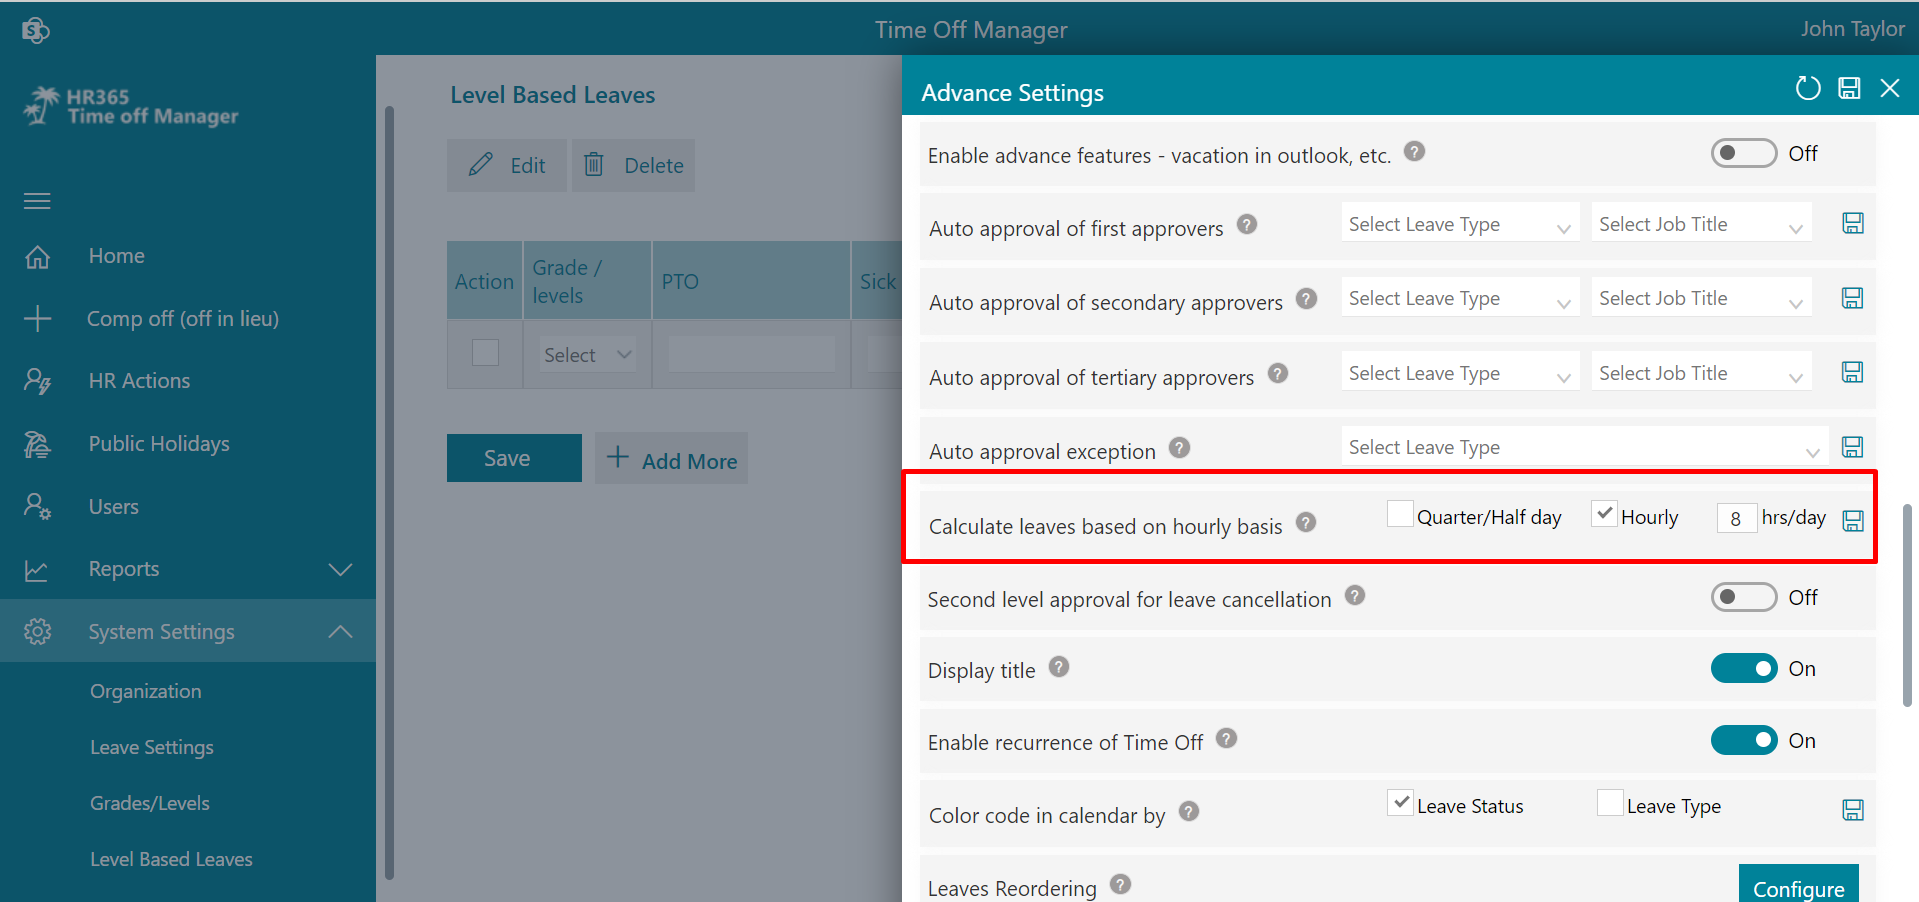 Time Off Manager
John Taylor
HR365
Time off Manager
Home
Comp off (off in lieu)
HR Actions
Public Holidays
Users
Reports
System Settings
Organization
Leave Settings
Grades/Levels
Level Based Leaves
Level Based Leaves
Edit
Delete
Action
Grade /
levels
PTO
Sick
Select
Save
Add More
Advance Settings
Enable advance features - vacation in outlook, etc. ?
Off
Auto approval of first approvers ?
Select Leave Type
Select Job Title
Auto approval of secondary approvers ?
Select Leave Type
Select Job Title
Auto approval of tertiary approvers ?
Select Leave Type
Select Job Title
Auto approval exception ?
Select Leave Type
Calculate leaves based on hourly basis ?
Quarter/Half day
Hourly
8 hrs/day
Second level approval for leave cancellation ?
Off
Display title ?
On
Enable recurrence of Time Off ?
On
Color code in calendar by ?
Leave Status
Leave Type
Leaves Reordering ?
Configure